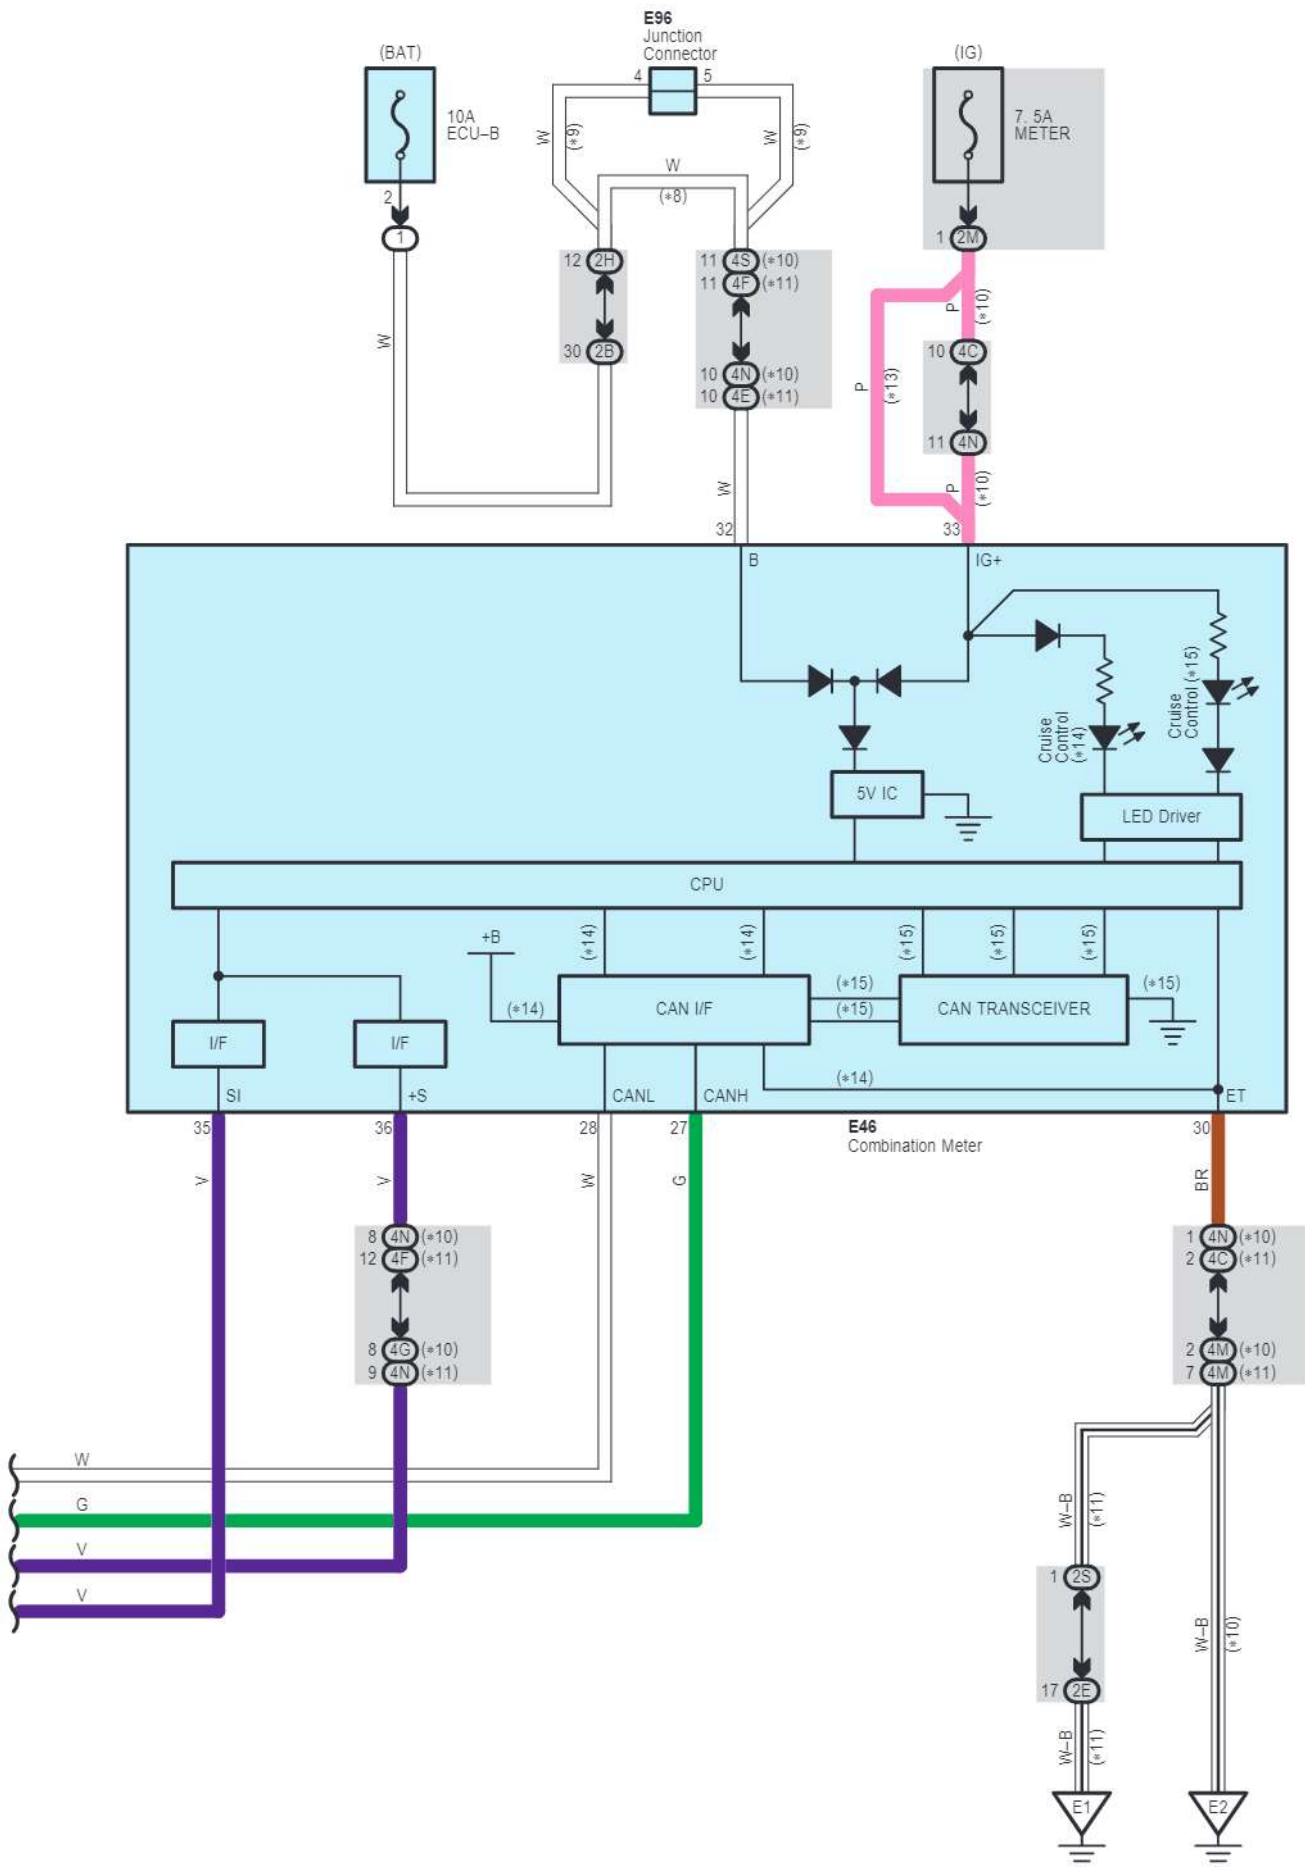 E96
Junction
Connector
(BAT)
(IG)
4
5
10A
ECU–B
7. 5A
METER
W
(*9)
W
(*9)
W
(*8)
2
1
1 2M
12 2H
11 4S (*10)
11 4F (*11)
P
(*10)
W
30 2B
10 4N (*10)
10 4E (*11)
10 4C
P
(*13)
11 4N
W
P
(*10)
32
33
B
IG+
Cruise
Control
(*14)
Cruise
Control (*15)
5V IC
LED Driver
CPU
+B
(*14)
(*14)
(*15)
(*15)
(*15)
(*14)
CAN I/F
(*15)
(*15)
CAN TRANSCEIVER
(*15)
I/F
I/F
(*14)
SI
+S
CANL
CANH
ET
35
36
28
27
E46
Combination Meter
30
V
V
W
G
BR
8 4N (*10)
12 4F (*11)
1 4N (*10)
2 4C (*11)
8 4G (*10)
9 4N (*11)
2 4M (*10)
7 4M (*11)
W
G
V
V
W–B
(*11)
1 2S
W–B
(*10)
17 2E
W–B
(*11)
E1
E2